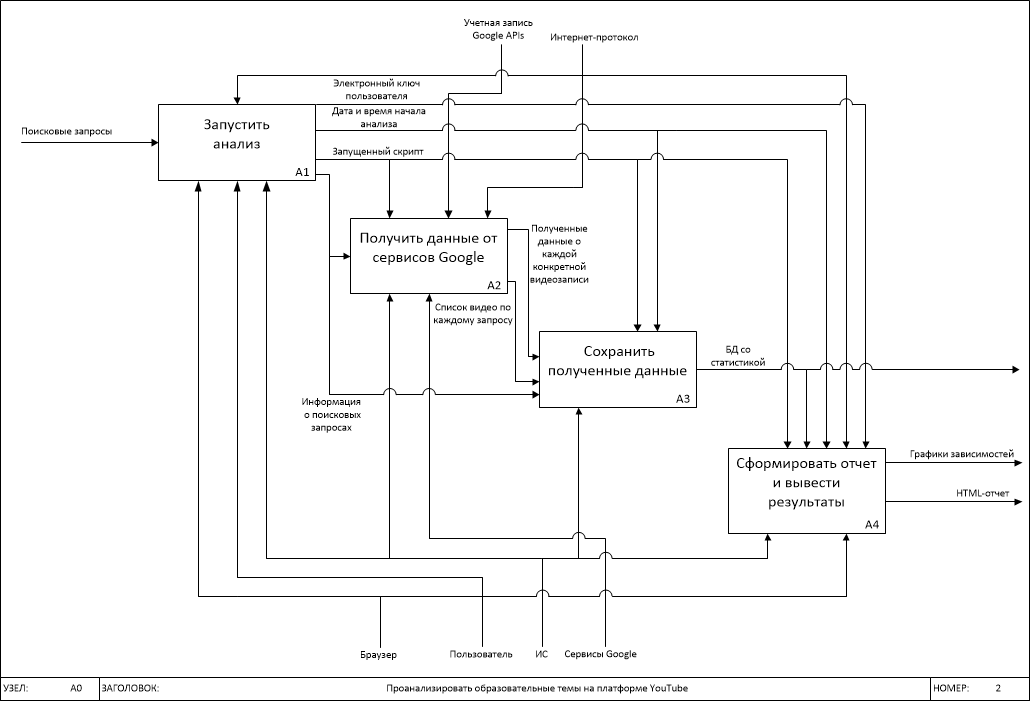 Учетная запись
Google APIs
Интернет-протокол
Электронный ключ
пользователя
Дата и время начала
анализа
Поисковые запросы
Запустить
анализ
A1
Запущенный скрипт
Получить данные от
сервисов Google
A2
Полученные
данные о
каждой
конкретной
видеозаписи
Список видео по
каждому запросу
Сохранить
полученные данные
A3
БД со
статистикой
Информация
о поисковых
запросах
Сформировать отчет
и вывести
результаты
A4
Графики зависимостей
HTML-отчет
Браузер
Пользователь
ИС
Сервисы Google
УЗЕЛ:
A0
ЗАГОЛОВОК:
Проанализировать образовательные темы на платформе YouTube
НОМЕР:
2